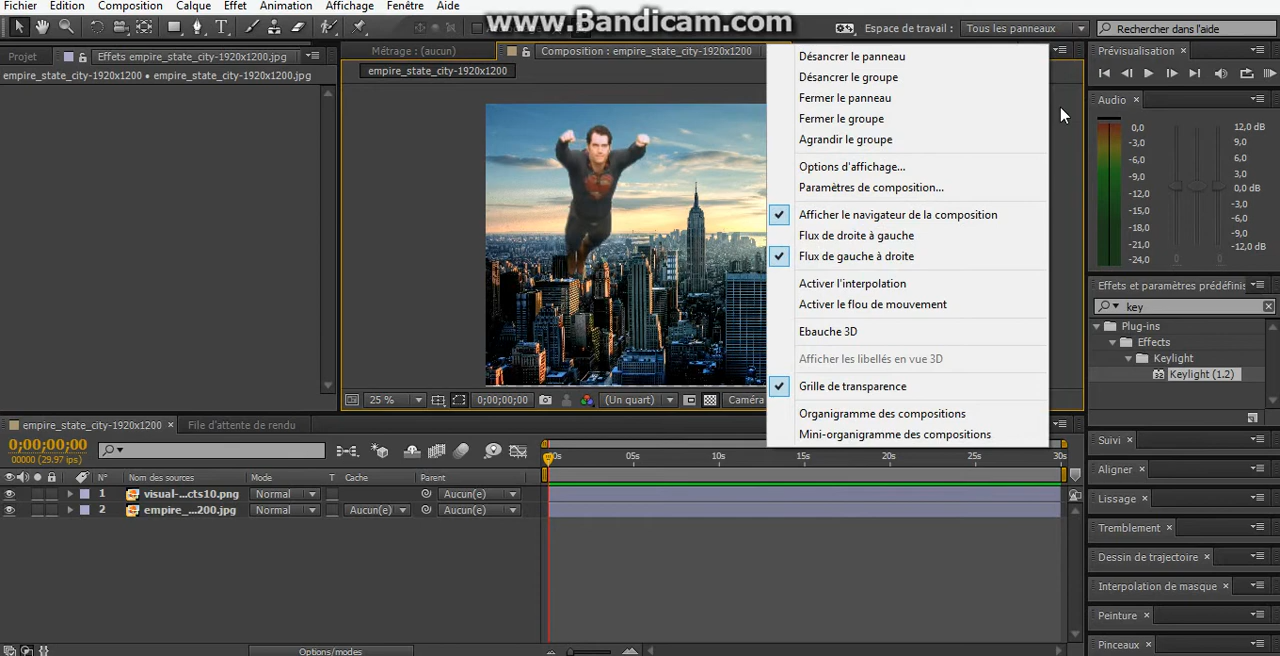 Fichier Edition Composition Calque Effet Animation Affichage Fenêtre Aide
www.Bandicam.com
Espace de travail : Tous les panneaux
Rechercher dans l'aide
Projet Effets empire_state_city-1920x1200.jpg
empire_state_city-1920x1200 • empire_state_city-1920x1200.jpg
Métrage : (aucun) Composition : empire_state_city-1920x1200
empire_state_city-1920x1200
Désancrer le panneau
Désancrer le groupe
Fermer le panneau
Fermer le groupe
Agrandir le groupe
Options d'affichage...
Paramètres de composition...
Afficher le navigateur de la composition
Flux de droite à gauche
Flux de gauche à droite
Activer l'interpolation
Activer le flou de mouvement
Ebauche 3D
Afficher les libellés en vue 3D
Grille de transparence
Organigramme des compositions
Mini-organigramme des compositions
25 % 0;00;00;00 (Un quart) Caméra
Prévisualisation
Audio
0,0 12,0 dB
-3,0 9,0
-6,0 6,0
-9,0 3,0
-12,0 0,0 dB
-15,0 -3,0
-18,0 -6,0
-21,0 -9,0
-24,0 -12,0 dB
0 0
Effets et paramètres prédéfinis
key
Plug-ins
Effects
Keylight
Keylight (1.2)
Suivi
Aligner
Lissage
Tremblement
Dessin de trajectoire
Interpolation de masque
Peinture
Pinceaux
empire_state_city-1920x1200 File d'attente de rendu
0;00;00;00
00000 (29.97 ips)
N° Nom des sources Mode T Cache Parent
1 visual-...cts10.png Normal Aucun(e)
2 empire_...200.jpg Normal Aucun(e) Aucun(e)
00s 05s 10s 15s 20s 25s 30s
Options/modes